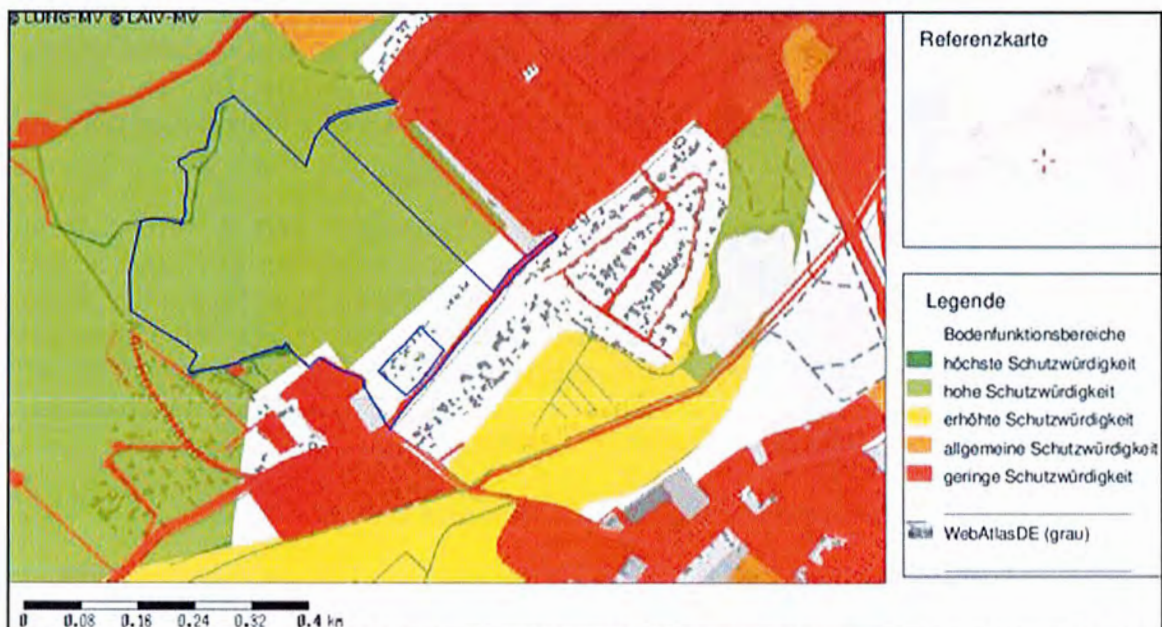 © LUNG-MV © LAIV-MV
Referenzkarte
Legende
Bodenfunktionsbereiche
höchste Schutzwürdigkeit
hohe Schutzwürdigkeit
erhöhte Schutzwürdigkeit
allgemeine Schutzwürdigkeit
geringe Schutzwürdigkeit
WebAtlasDE (grau)
0 0.08 0.16 0.24 0.32 0.4 km